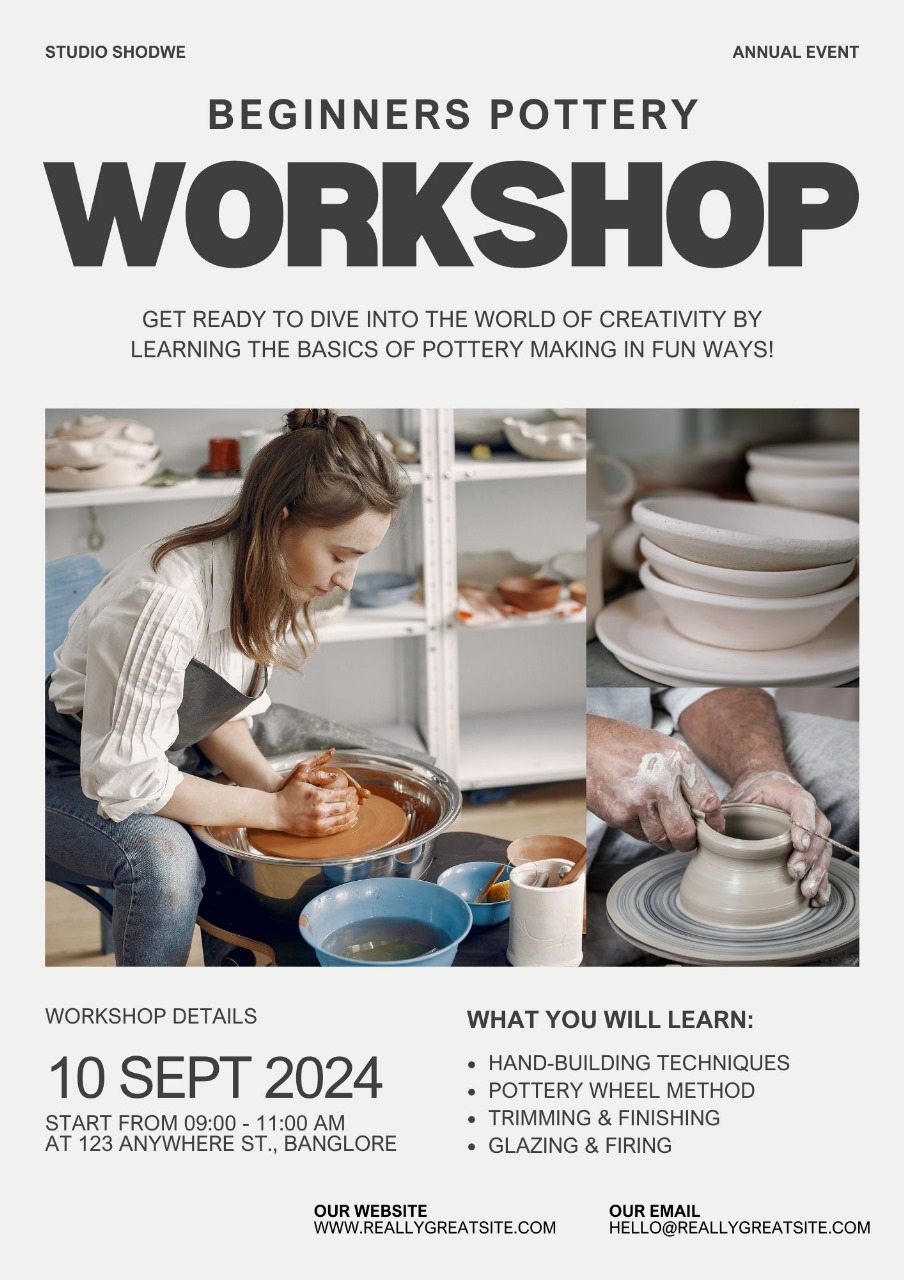 STUDIO SHODWE
ANNUAL EVENT
BEGINNERS POTTERY
WORKSHOP
GET READY TO DIVE INTO THE WORLD OF CREATIVITY BY
LEARNING THE BASICS OF POTTERY MAKING IN FUN WAYS!
WORKSHOP DETAILS
10 SEPT 2024
START FROM 09:00 - 11:00 AM
AT 123 ANYWHERE ST., BANGLORE
WHAT YOU WILL LEARN:
• HAND-BUILDING TECHNIQUES
• POTTERY WHEEL METHOD
• TRIMMING & FINISHING
• GLAZING & FIRING
OUR WEBSITE
WWW.REALLYGREATSITE.COM
OUR EMAIL
HELLO@REALLYGREATSITE.COM